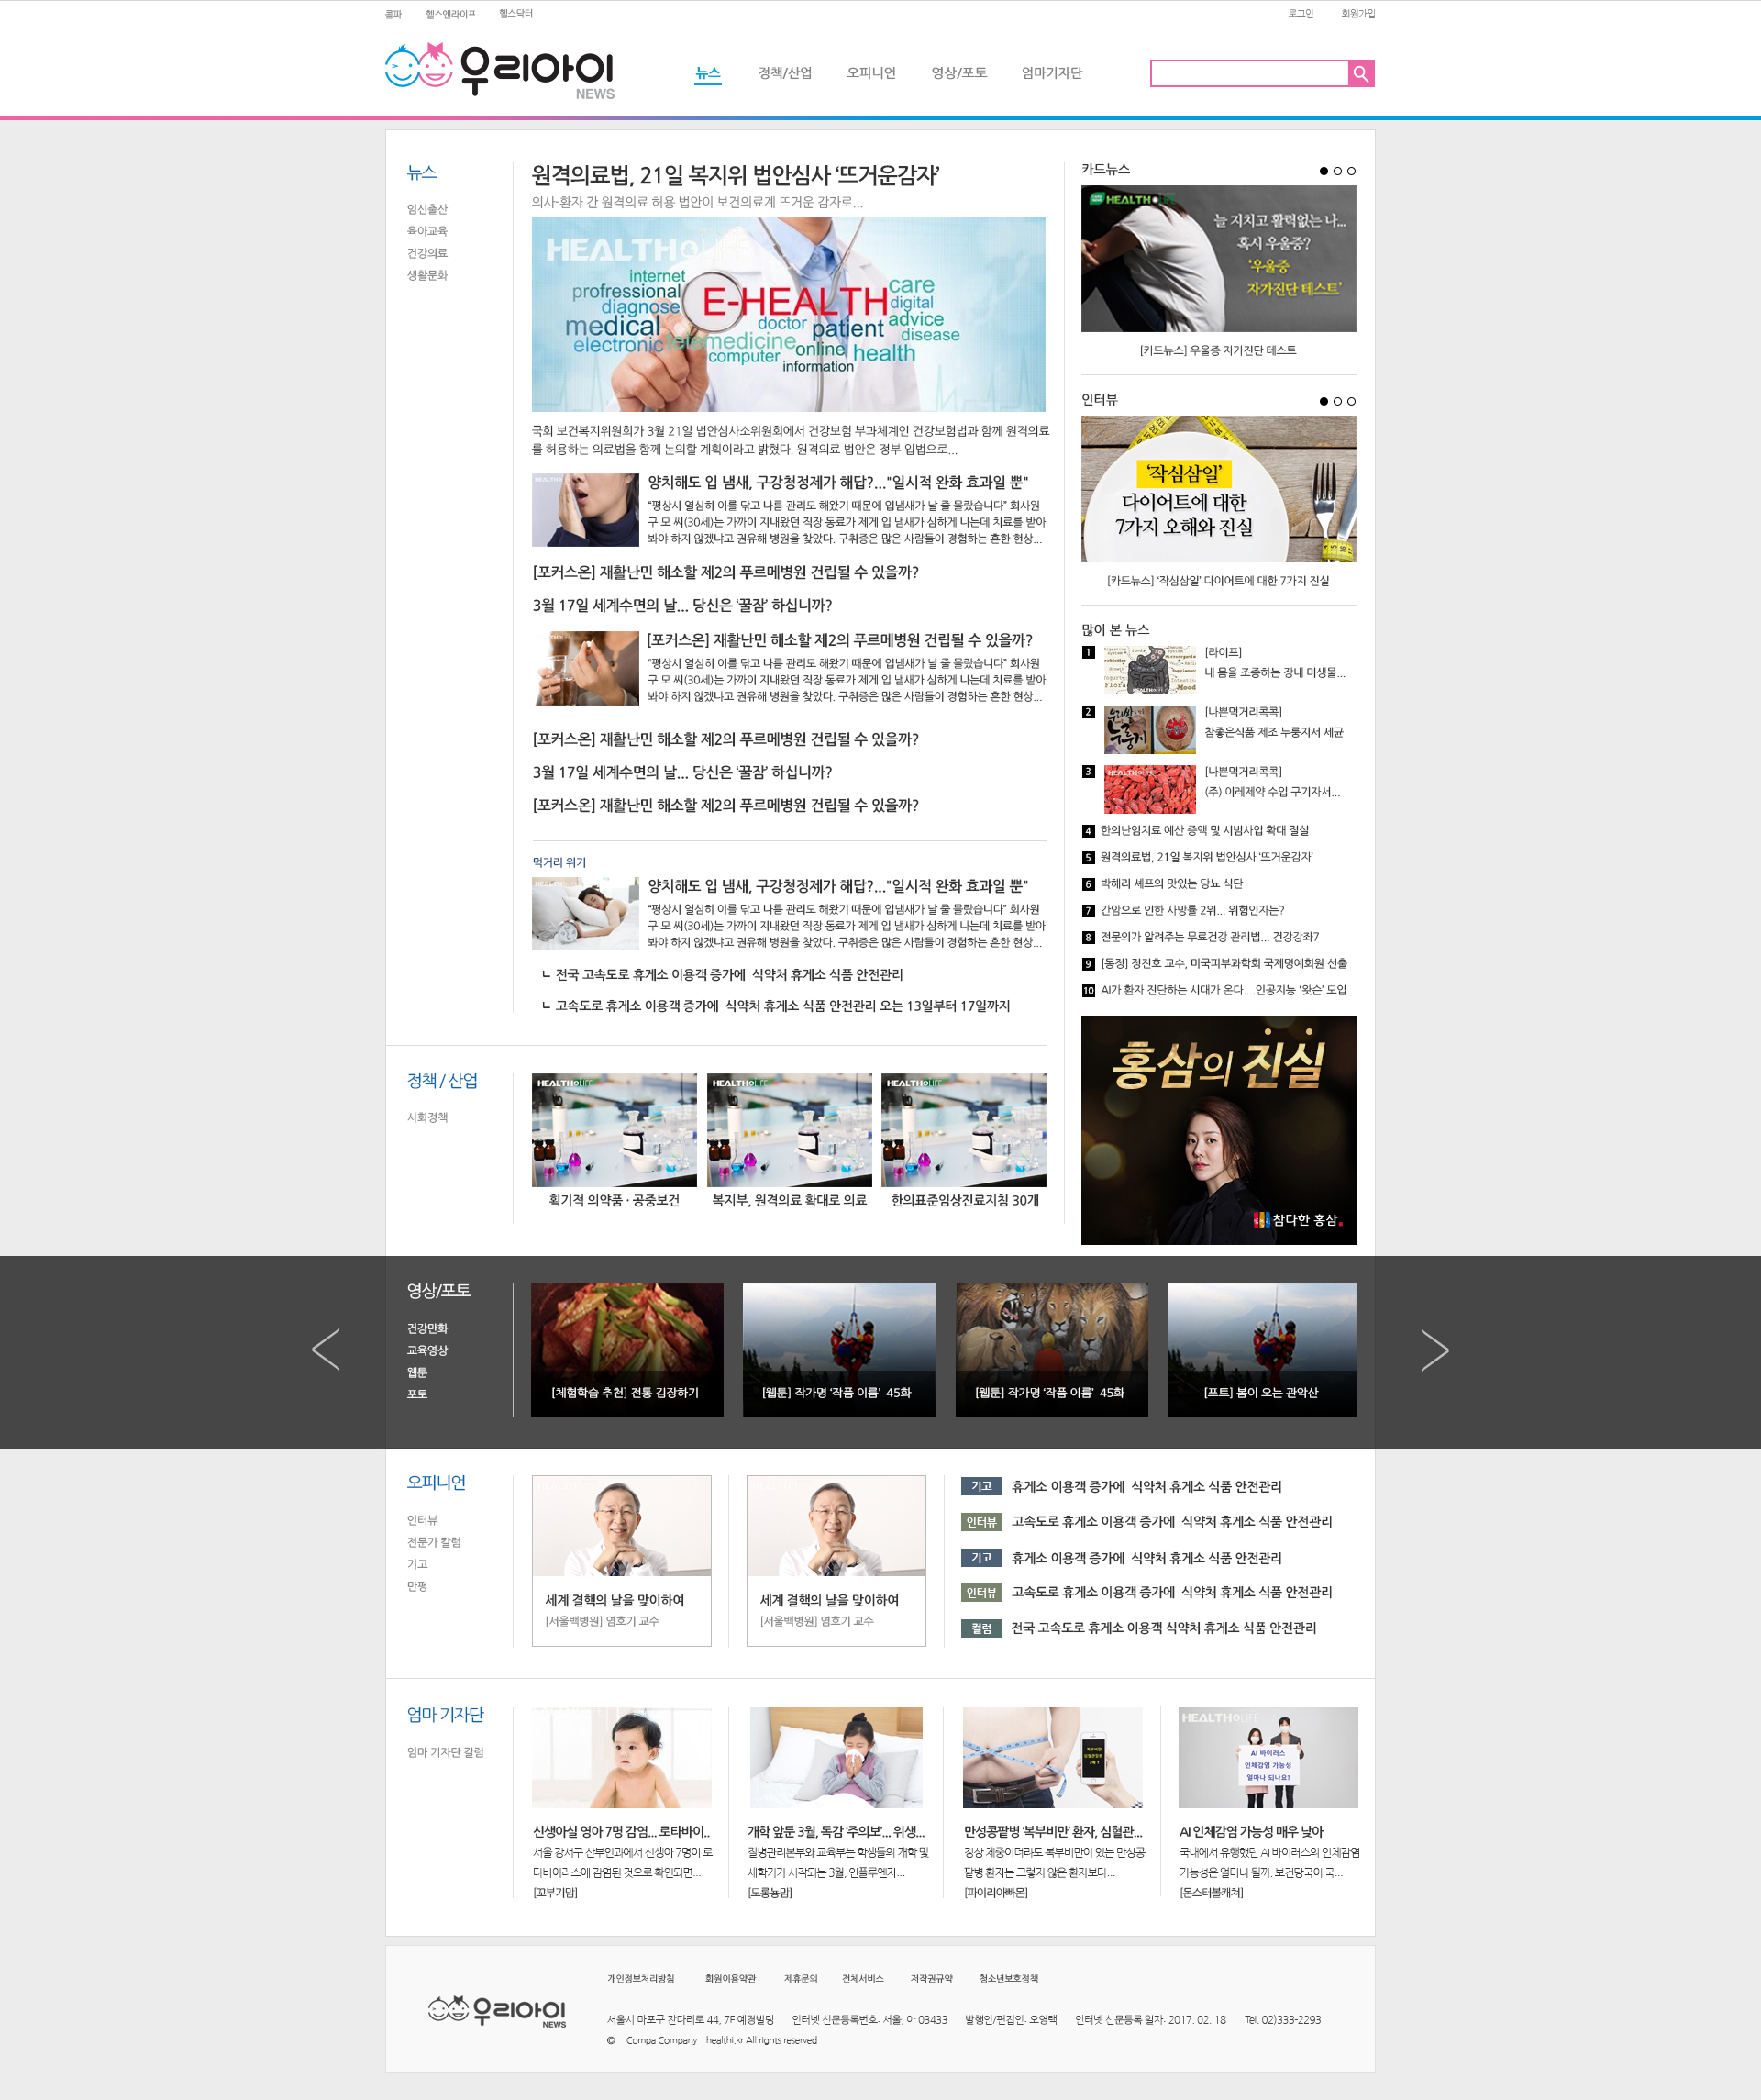 콤파 헬스앤라이프 헬스닥터 로그인 회원가입
우리아이 NEWS
뉴스 정책/산업 오피니언 영상/포토 엄마기자단
뉴스
임신출산
육아교육
건강의료
생활문화
원격의료법, 21일 복지위 법안심사 ‘뜨거운감자’
의사-환자 간 원격의료 허용 법안이 보건의료계 뜨거운 감자로...
HEALTH
internet
professional
diagnose
medical
electronic
E-HEALTH
care
digital
advice
disease
doctor patient
telemedicine
computer
online health
information
국회 보건복지위원회가 3월 21일 법안심사소위원회에서 건강보험 부과체계인 건강보험법과 함께 원격의료
를 허용하는 의료법을 함께 논의할 계획이라고 밝혔다. 원격의료 법안은 정부 입법으로...
양치해도 입 냄새, 구강청정제가 해답?..."일시적 완화 효과일 뿐"
“평상시 열심히 이를 닦고 나름 관리도 해왔기 때문에 입냄새가 날 줄 몰랐습니다” 회사원
구 모 씨(30세)는 가까이 지내왔던 직장 동료가 제게 입 냄새가 심하게 나는데 치료를 받아
봐야 하지 않겠냐고 권유해 병원을 찾았다. 구취증은 많은 사람들이 경험하는 흔한 현상...
[포커스온] 재활난민 해소할 제2의 푸르메병원 건립될 수 있을까?
3월 17일 세계수면의 날... 당신은 ‘꿀잠’ 하십니까?
[포커스온] 재활난민 해소할 제2의 푸르메병원 건립될 수 있을까?
“평상시 열심히 이를 닦고 나름 관리도 해왔기 때문에 입냄새가 날 줄 몰랐습니다” 회사원
구 모 씨(30세)는 가까이 지내왔던 직장 동료가 제게 입 냄새가 심하게 나는데 치료를 받아
봐야 하지 않겠냐고 권유해 병원을 찾았다. 구취증은 많은 사람들이 경험하는 흔한 현상...
[포커스온] 재활난민 해소할 제2의 푸르메병원 건립될 수 있을까?
3월 17일 세계수면의 날... 당신은 ‘꿀잠’ 하십니까?
[포커스온] 재활난민 해소할 제2의 푸르메병원 건립될 수 있을까?
먹거리 위기
양치해도 입 냄새, 구강청정제가 해답?..."일시적 완화 효과일 뿐"
“평상시 열심히 이를 닦고 나름 관리도 해왔기 때문에 입냄새가 날 줄 몰랐습니다” 회사원
구 모 씨(30세)는 가까이 지내왔던 직장 동료가 제게 입 냄새가 심하게 나는데 치료를 받아
봐야 하지 않겠냐고 권유해 병원을 찾았다. 구취증은 많은 사람들이 경험하는 흔한 현상...
ㄴ 전국 고속도로 휴게소 이용객 증가에 식약처 휴게소 식품 안전관리
ㄴ 고속도로 휴게소 이용객 증가에 식약처 휴게소 식품 안전관리 오는 13일부터 17일까지
카드뉴스
HEALTH
늘 지치고 활력없는 나...
혹시 우울증?
‘우울증
자가진단 테스트’
[카드뉴스] 우울증 자가진단 테스트
인터뷰
‘작심삼일’
다이어트에 대한
7가지 오해와 진실
[카드뉴스] ‘작심삼일’ 다이어트에 대한 7가지 진실
많이 본 뉴스
1 [라이프]
내 몸을 조종하는 장내 미생물...
2 [나쁜먹거리콕콕]
참좋은식품 제조 누룽지서 세균
3 [나쁜먹거리콕콕]
(주) 이레제약 수입 구기자서...
4 한의난임치료 예산 증액 및 시범사업 확대 절실
5 원격의료법, 21일 복지위 법안심사 ‘뜨거운감자’
6 박해리 셰프의 맛있는 당뇨 식단
7 간암으로 인한 사망률 2위... 위험인자는?
8 전문의가 알려주는 무료건강 관리법... 건강강좌7
9 [동정] 정진호 교수, 미국피부과학회 국제명예회원 선출
10 AI가 환자 진단하는 시대가 온다....인공지능 ‘왓슨’ 도입
홍삼의 진실
참다한 홍삼
정책 / 산업
사회정책
HEALTH LIFE
HEALTH LIFE
HEALTH LIFE
획기적 의약품 · 공중보건
복지부, 원격의료 확대로 의료
한의표준임상진료지침 30개
영상/포토
건강만화
교육영상
웹툰
포토
[체험학습 추천] 전통 김장하기
[웹툰] 작가명 ‘작품 이름’ 45화
[웹툰] 작가명 ‘작품 이름’ 45화
[포토] 봄이 오는 관악산
오피니언
인터뷰
전문가 칼럼
기고
만평
세계 결핵의 날을 맞이하여
[서울백병원] 염호기 교수
세계 결핵의 날을 맞이하여
[서울백병원] 염호기 교수
기고 휴게소 이용객 증가에 식약처 휴게소 식품 안전관리
인터뷰 고속도로 휴게소 이용객 증가에 식약처 휴게소 식품 안전관리
기고 휴게소 이용객 증가에 식약처 휴게소 식품 안전관리
인터뷰 고속도로 휴게소 이용객 증가에 식약처 휴게소 식품 안전관리
컬럼 전국 고속도로 휴게소 이용객 식약처 휴게소 식품 안전관리
엄마 기자단
엄마 기자단 칼럼
신생아실 영아 7명 감염... 로타바이..
서울 강서구 산부인과에서 신생아 7명이 로
타바이러스에 감염된 것으로 확인되면...
[꼬부기맘]
개학 앞둔 3월, 독감 ‘주의보’... 위생...
질병관리본부와 교육부는 학생들의 개학 및
새학기가 시작되는 3월, 인플루엔자...
[도롱뇽맘]
만성콩팥병 ‘복부비만’ 환자, 심혈관...
정상 체중이더라도 복부비만이 있는 만성콩
팥병 환자는 그렇지 않은 환자보다...
[파이리아빠몬]
HEALTH LIFE
AI 바이러스
인체감염 가능성
얼마나 되나요?
AI 인체감염 가능성 매우 낮아
국내에서 유행했던 AI 바이러스의 인체감염
가능성은 얼마나 될까. 보건당국이 국...
[몬스터볼캐쳐]
개인정보처리방침 회원이용약관 제휴문의 전체서비스 저작권규약 청소년보호정책
우리아이 NEWS
서울시 마포구 잔다리로 44, 7F 예경빌딩 인터넷 신문등록번호: 서울, 아 03433 발행인/편집인: 오영택 인터넷 신문등록 일자: 2017. 02. 18 Tel. 02)333-2293
© Compa Company healthi.kr All rights reserved